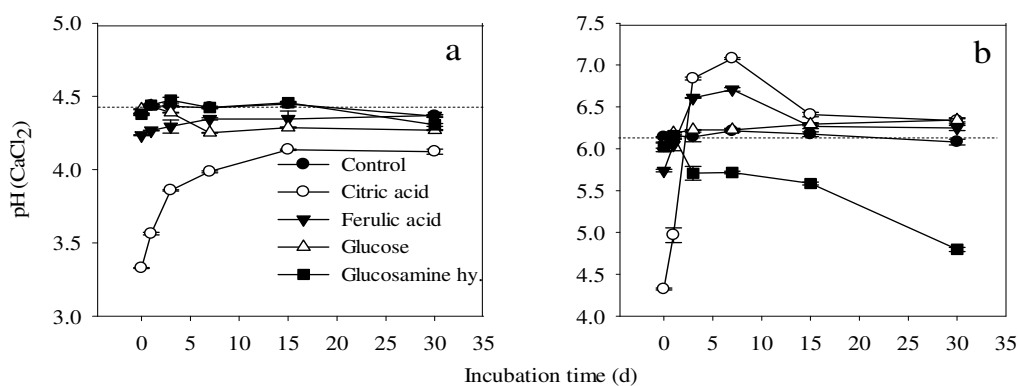 a
b
pH (CaCl2)
5.0
4.5
4.0
3.5
3.0
7.5
7.0
6.5
6.0
5.5
5.0
4.5
4.0
Control
Citric acid
Ferulic acid
Glucose
Glucosamine hy.
0 5 10 15 20 25 30 35
0 5 10 15 20 25 30 35
Incubation time (d)